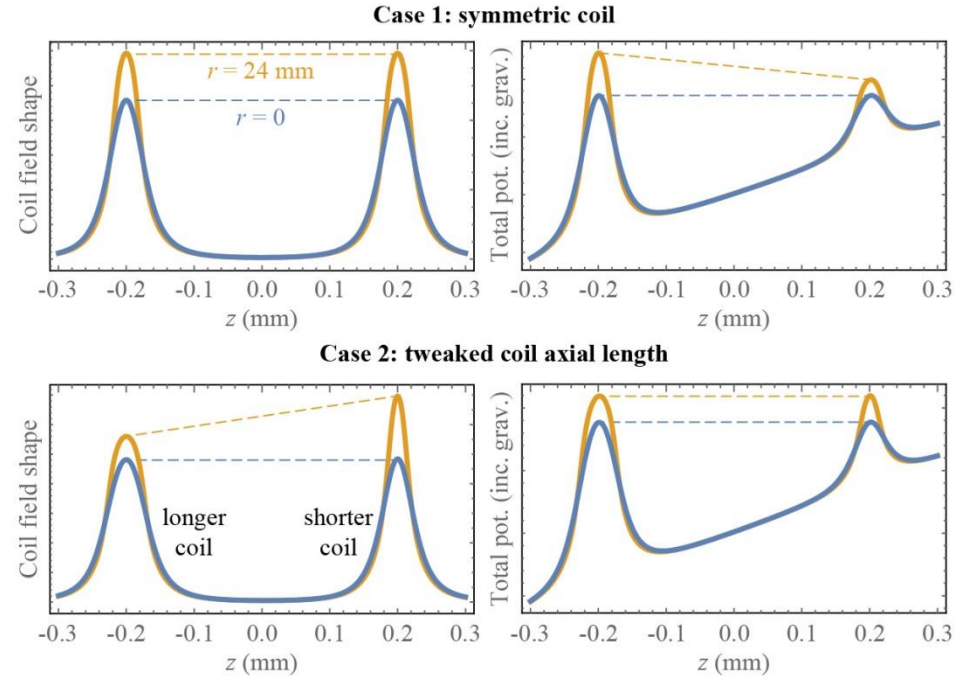 Case 1: symmetric coil
Coil field shape
r = 24 mm
r = 0
-0.3 -0.2 -0.1 0.0 0.1 0.2 0.3
z (mm)
Total pot. (inc. grav.)
-0.3 -0.2 -0.1 0.0 0.1 0.2 0.3
z (mm)
Case 2: tweaked coil axial length
Coil field shape
longer
coil
shorter
coil
-0.3 -0.2 -0.1 0.0 0.1 0.2 0.3
z (mm)
Total pot. (inc. grav.)
-0.3 -0.2 -0.1 0.0 0.1 0.2 0.3
z (mm)